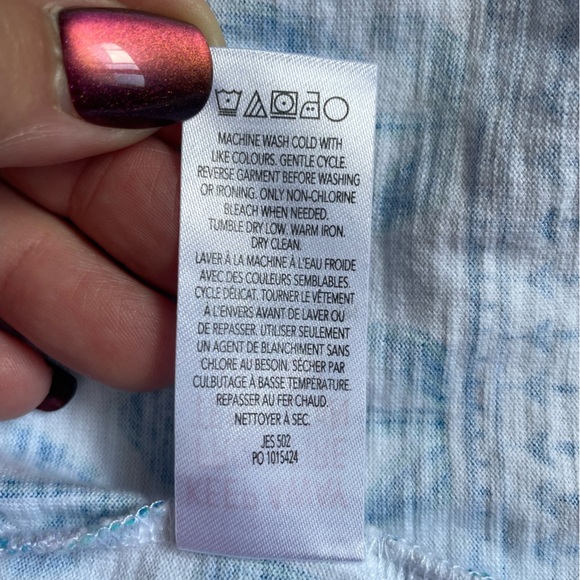 MACHINE WASH COLD WITH
LIKE COLOURS. GENTLE CYCLE.
REVERSE GARMENT BEFORE WASHING
OR IRONING. ONLY NON-CHLORINE
BLEACH WHEN NEEDED.
TUMBLE DRY LOW. WARM IRON.
DRY CLEAN.
LAVER À LA MACHINE À L'EAU FROIDE
AVEC DES COULEURS SEMBLABLES.
CYCLE DÉLICAT. TOURNER LE VÊTEMENT
À L'ENVERS AVANT DE LAVER OU
DE REPASSER. UTILISER SEULEMENT
UN AGENT DE BLANCHIMENT SANS
CHLORE AU BESOIN. SÉCHER PAR
CULBUTAGE À BASSE TEMPÉRATURE.
REPASSER AU FER CHAUD.
NETTOYER À SEC.
JES 502
PO 1015424